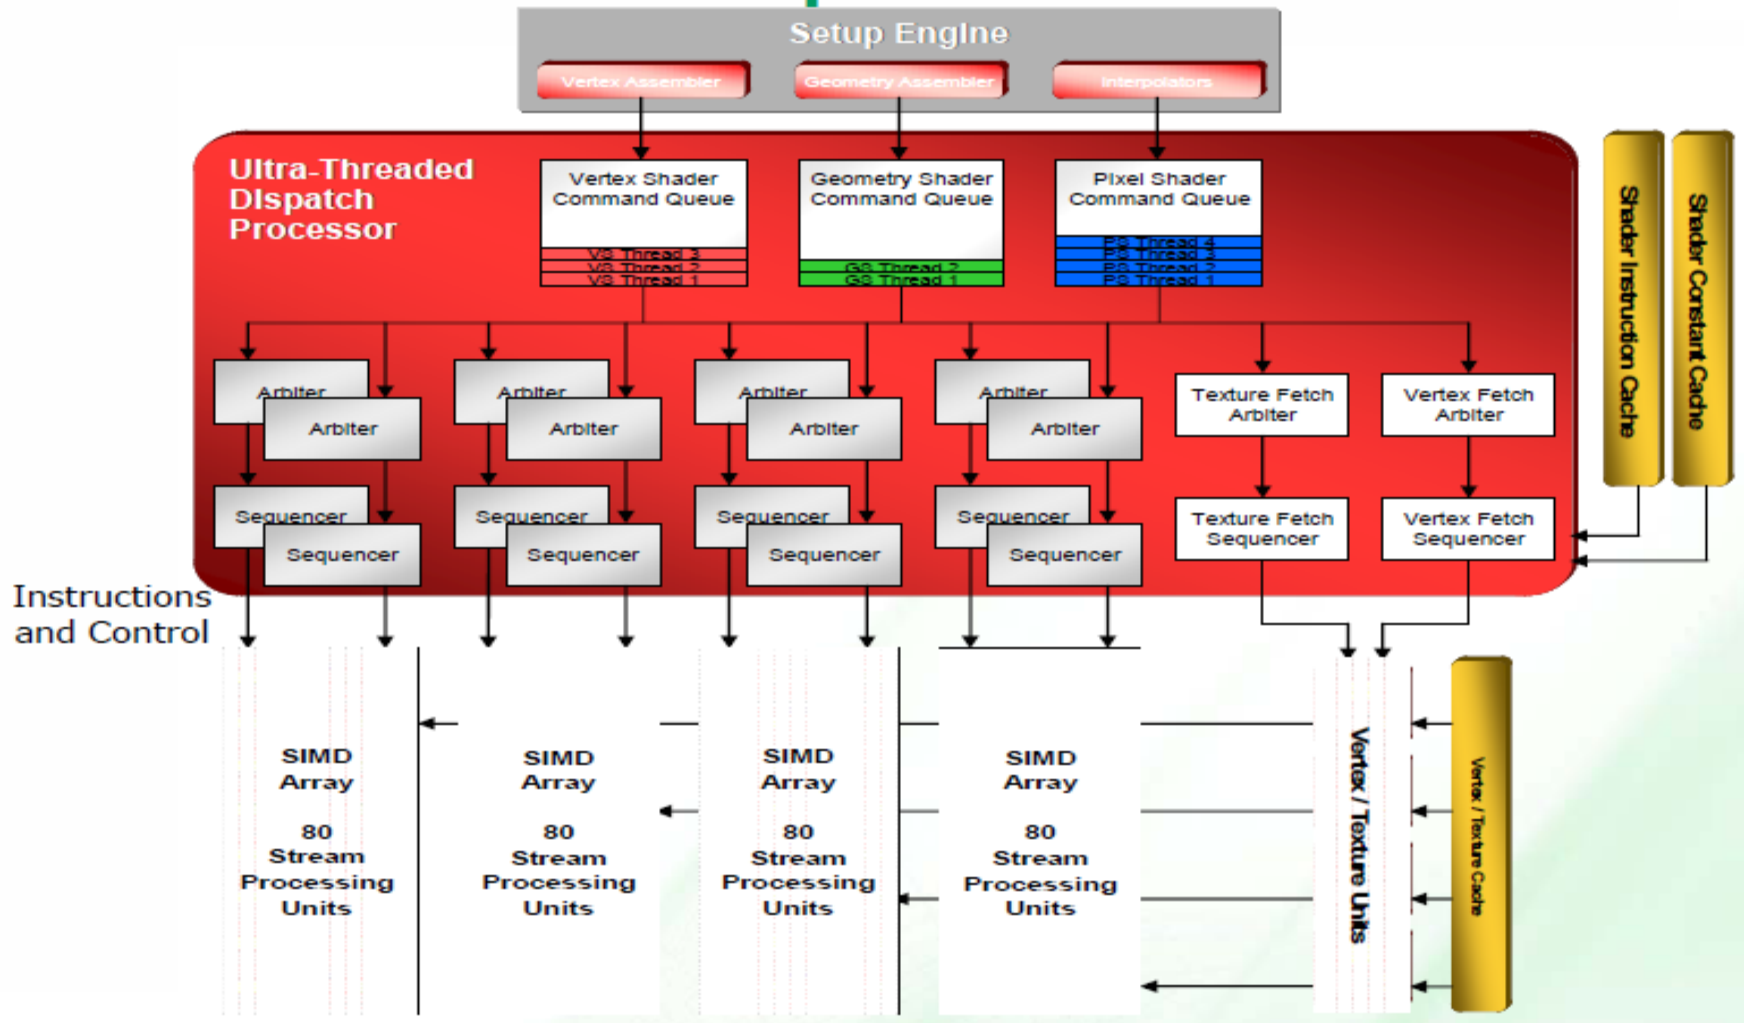 Setup Engine
Vertex Assembler
Geometry Assembler
Interpolators
Ultra-Threaded
Dispatch
Processor
Vertex Shader
Command Queue
VS Thread 3
VS Thread 2
VS Thread 1
Geometry Shader
Command Queue
GS Thread 2
GS Thread 1
Pixel Shader
Command Queue
PS Thread 4
PS Thread 3
PS Thread 2
PS Thread 1
Shader Instruction Cache
Shader Constant Cache
Arbiter
Arbiter
Arbiter
Arbiter
Arbiter
Arbiter
Arbiter
Arbiter
Texture Fetch
Arbiter
Vertex Fetch
Arbiter
Sequencer
Sequencer
Sequencer
Sequencer
Sequencer
Sequencer
Sequencer
Sequencer
Texture Fetch
Sequencer
Vertex Fetch
Sequencer
Instructions
and Control
SIMD
Array
80
Stream
Processing
Units
SIMD
Array
80
Stream
Processing
Units
SIMD
Array
80
Stream
Processing
Units
SIMD
Array
80
Stream
Processing
Units
Vertex / Texture Units
Vertex / Texture Cache